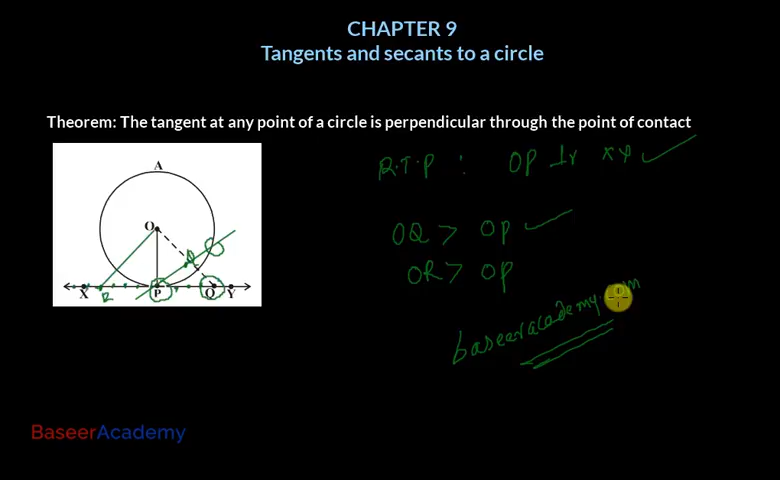 CHAPTER 9
Tangents and secants to a circle
Theorem: The tangent at any point of a circle is perpendicular through the point of contact
A
O
X
R
P
Q
Q
Y
R.T.P : OP ⊥r XY
OQ > OP
OR > OP
baseeracademy.com
BaseerAcademy